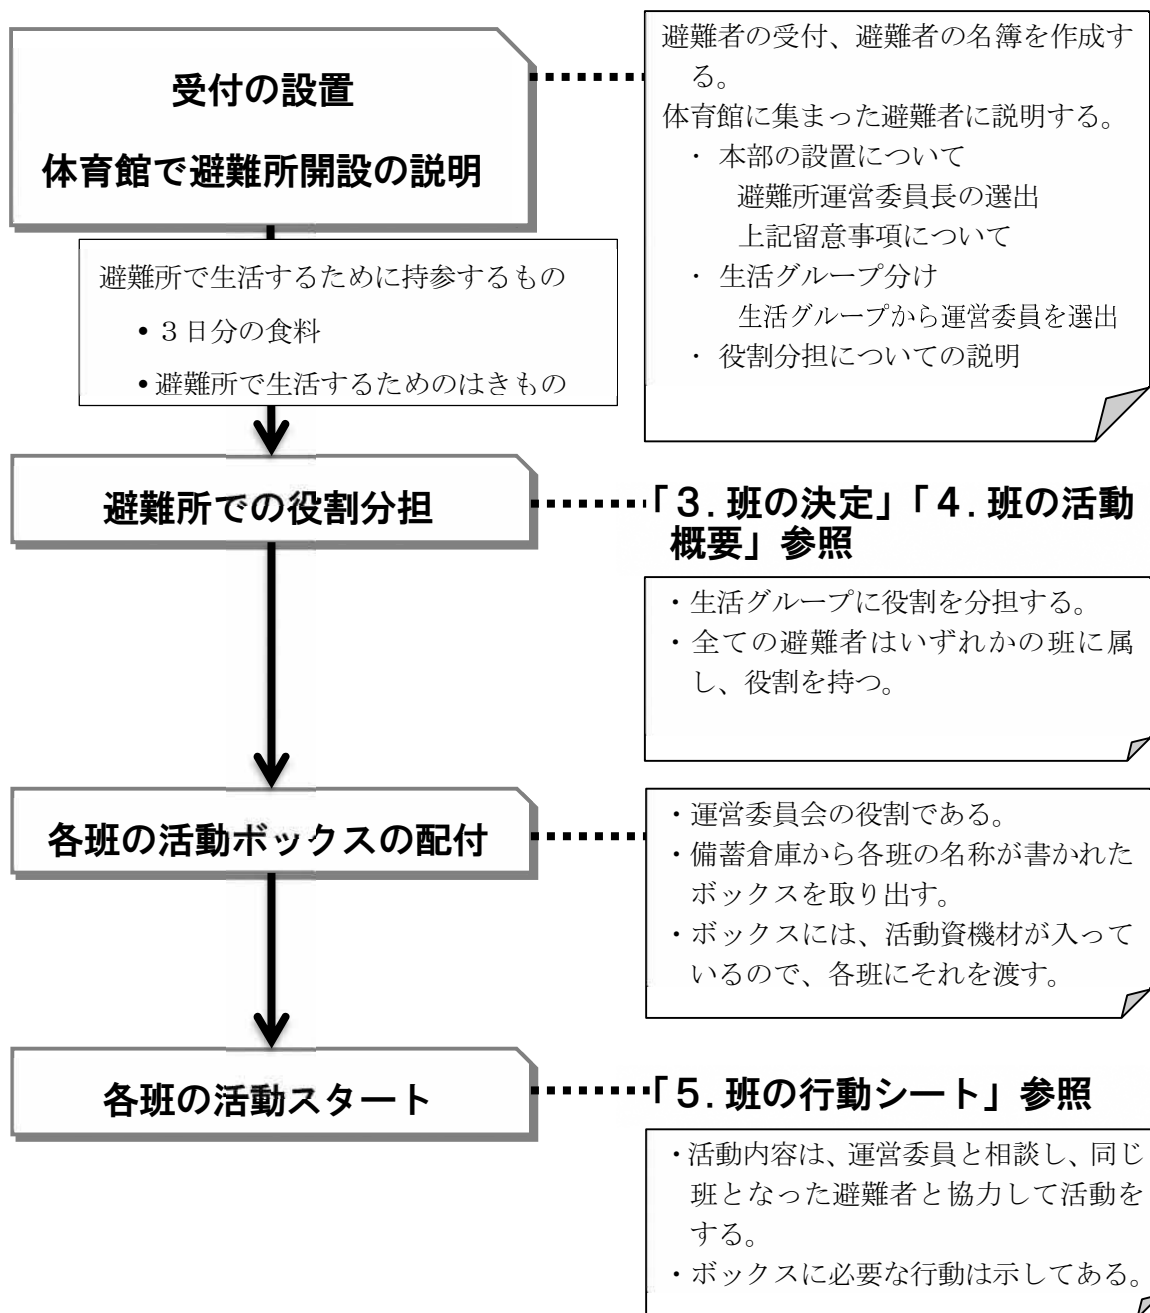 受付の設置
体育館で避難所開設の説明
避難者の受付、避難者の名簿を作成す
る。
体育館に集まった避難者に説明する。
・ 本部の設置について
避難所運営委員長の選出
上記留意事項について
・ 生活グループ分け
生活グループから運営委員を選出
・ 役割分担についての説明
避難所で生活するために持参するもの
• 3日分の食料
• 避難所で生活するためのはきもの
避難所での役割分担
「3.班の決定」「4.班の活動
概要」参照
・生活グループに役割を分担する。
・全ての避難者はいずれかの班に属
し、役割を持つ。
各班の活動ボックスの配付
・運営委員会の役割である。
・備蓄倉庫から各班の名称が書かれた
ボックスを取り出す。
・ボックスには、活動資機材が入って
いるので、各班にそれを渡す。
各班の活動スタート
「5.班の行動シート」参照
・活動内容は、運営委員と相談し、同じ
班となった避難者と協力して活動を
する。
・ボックスに必要な行動は示してある。